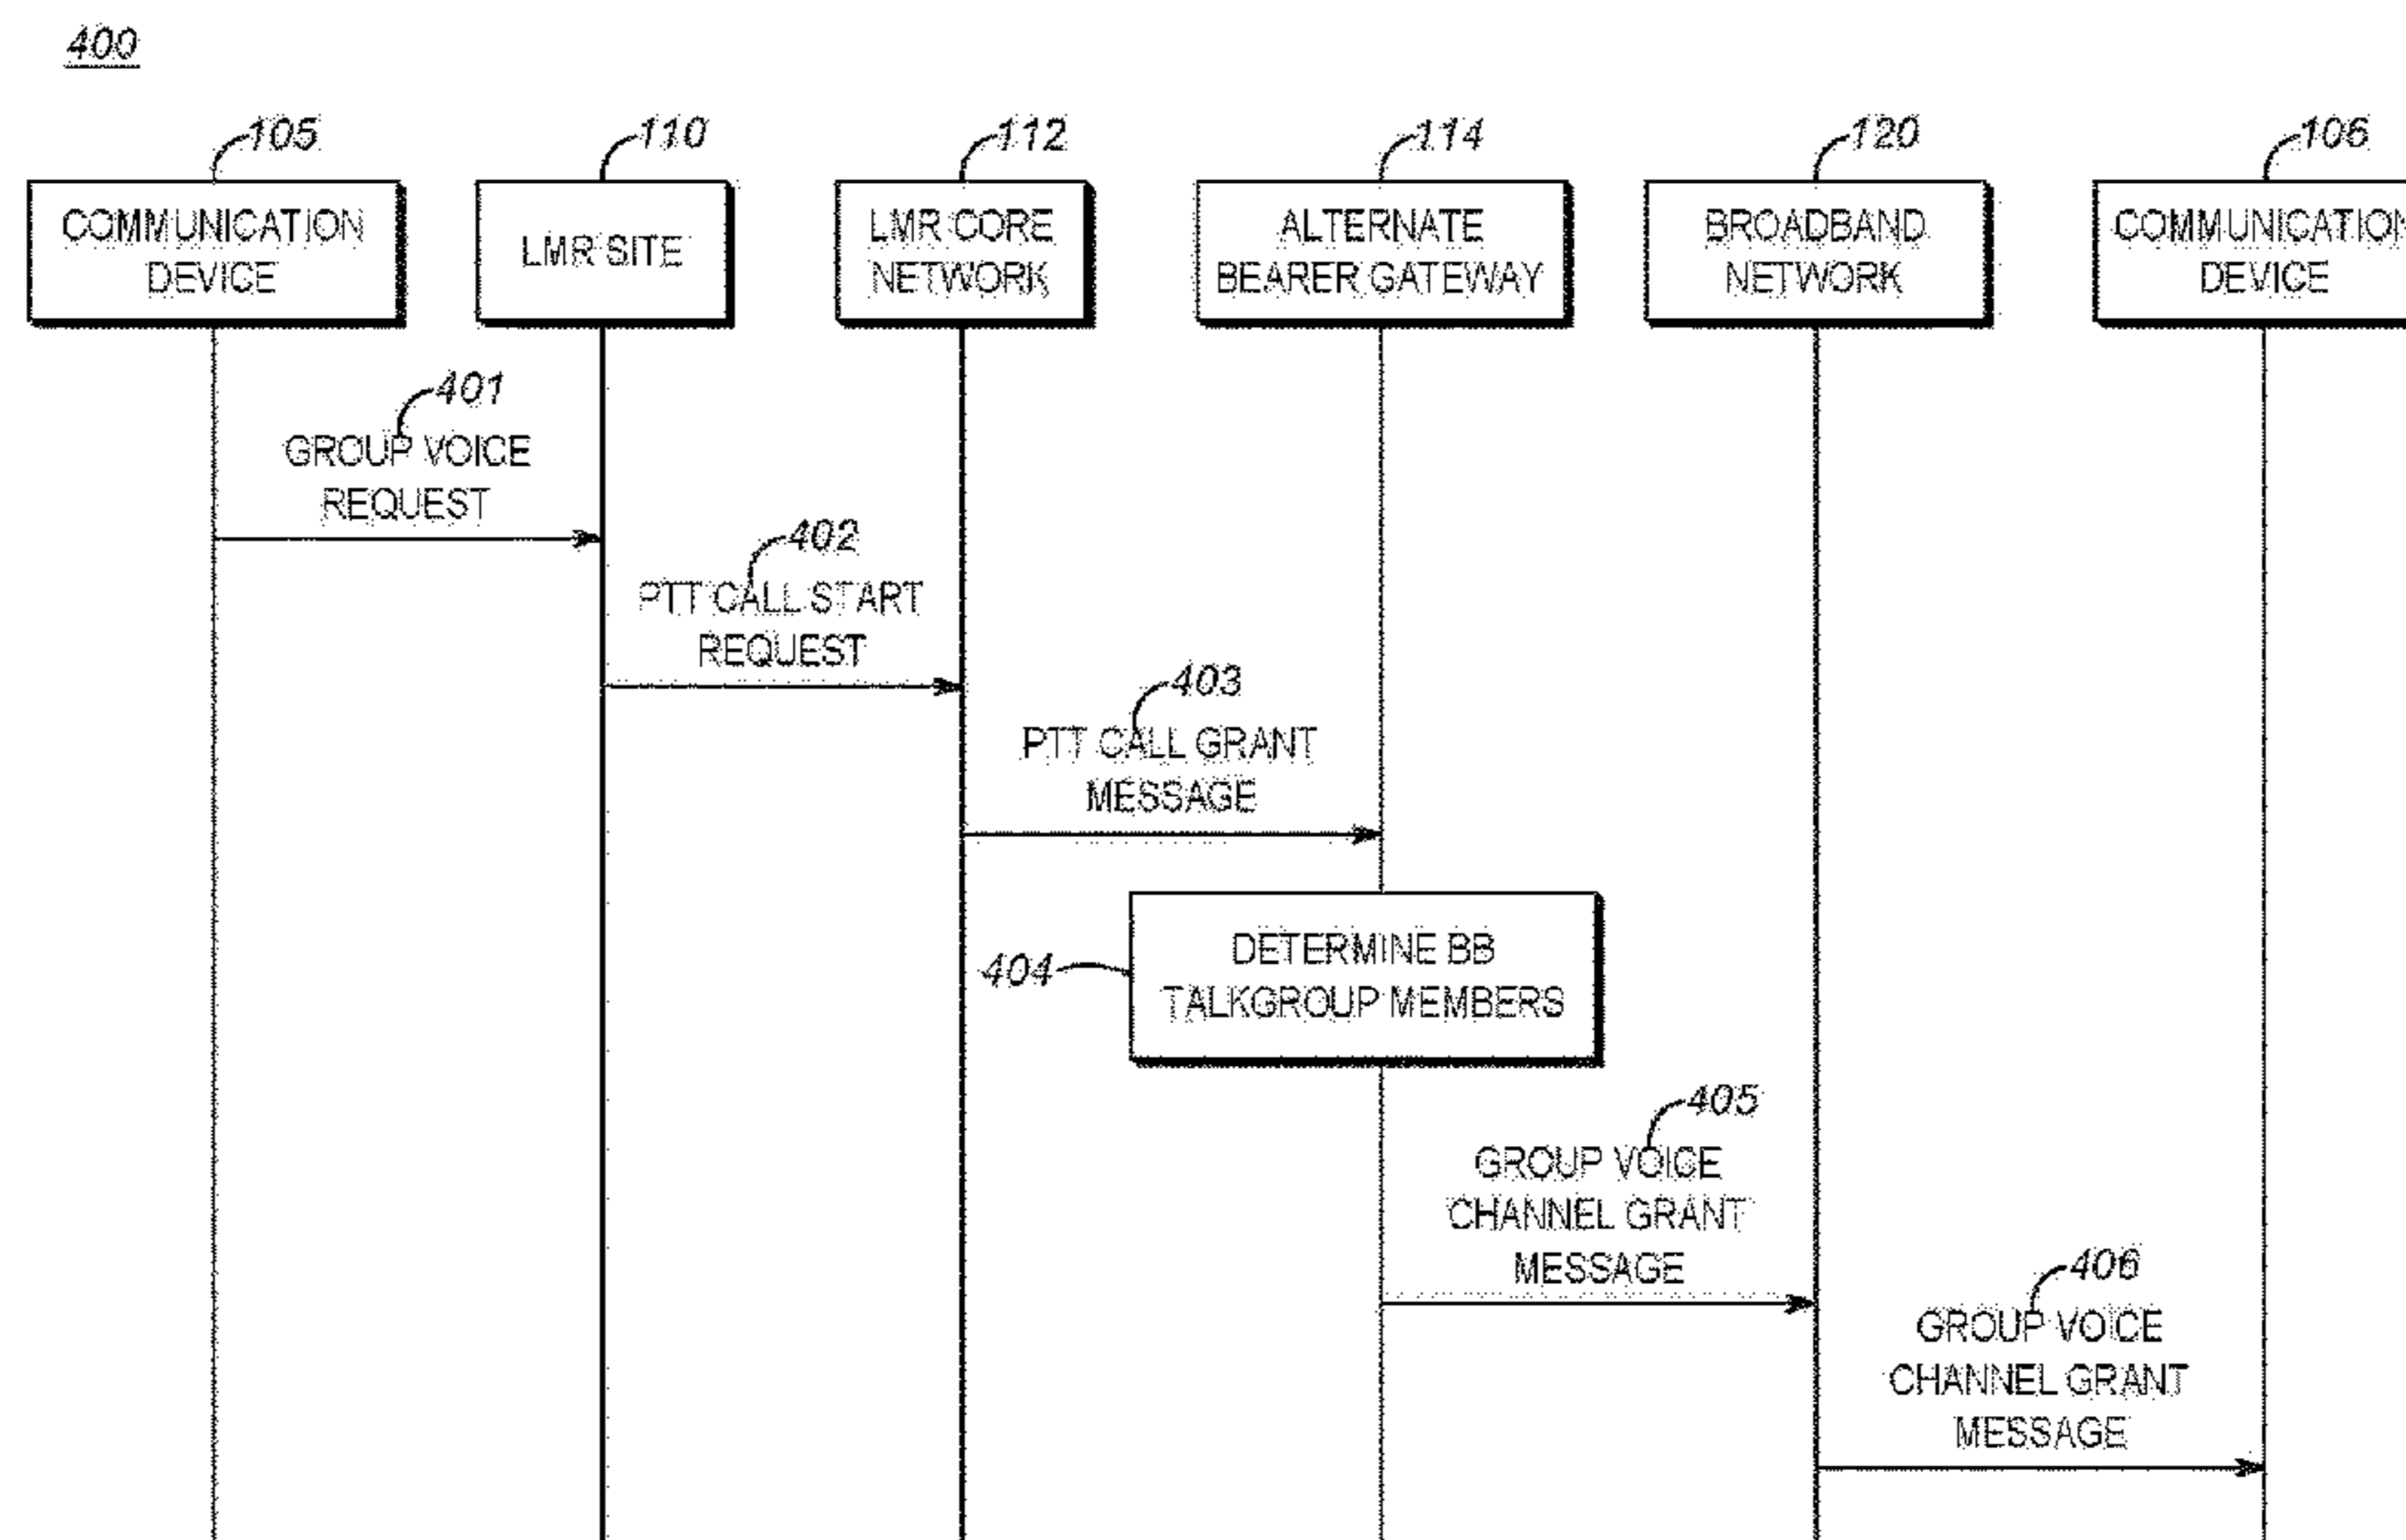 400
105
110
112
114
120
106
COMMUNICATION
DEVICE
LMR SITE
LMR CORE
NETWORK
ALTERNATE
BEARER GATEWAY
BROADBAND
NETWORK
COMMUNICATION
DEVICE
401
GROUP VOICE
REQUEST
402
PTT CALL START
REQUEST
403
PTT CALL GRANT
MESSAGE
404
DETERMINE BB
TALKGROUP MEMBERS
405
GROUP VOICE
CHANNEL GRANT
MESSAGE
406
GROUP VOICE
CHANNEL GRANT
MESSAGE